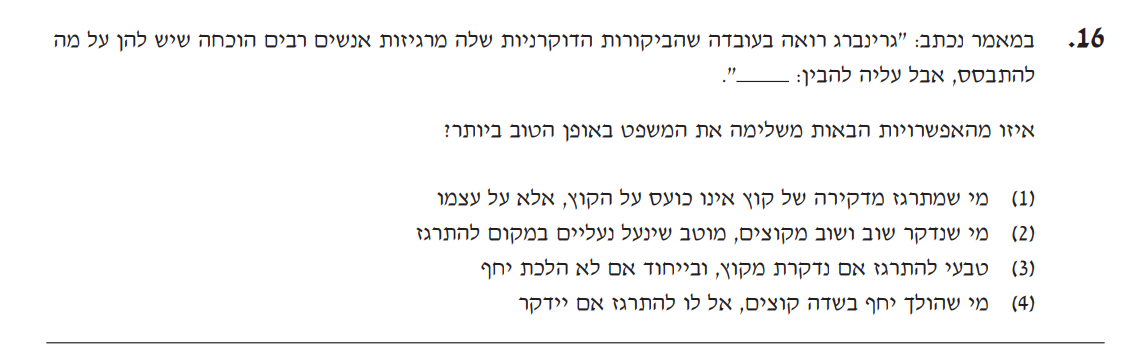 16. במאמר נכתב: "גרינברג רואה בעובדה שהביקורות הדוקרניות שלה מרגיזות אנשים רבים הוכחה שיש להן על מה
להתבסס, אבל עליה להבין: _____".
איזו מהאפשרויות הבאות משלימה את המשפט באופן הטוב ביותר?
(1) מי שמתרגז מדקירה של קוץ אינו כועס על הקוץ, אלא על עצמו
(2) מי שנדקר שוב ושוב מקוצים, מוטב שינעל נעליים במקום להתרגז
(3) טבעי להתרגז אם נדקרת מקוץ, ובייחוד אם לא הלכת יחף
(4) מי שהולך יחף בשדה קוצים, אל לו להתרגז אם יידקר